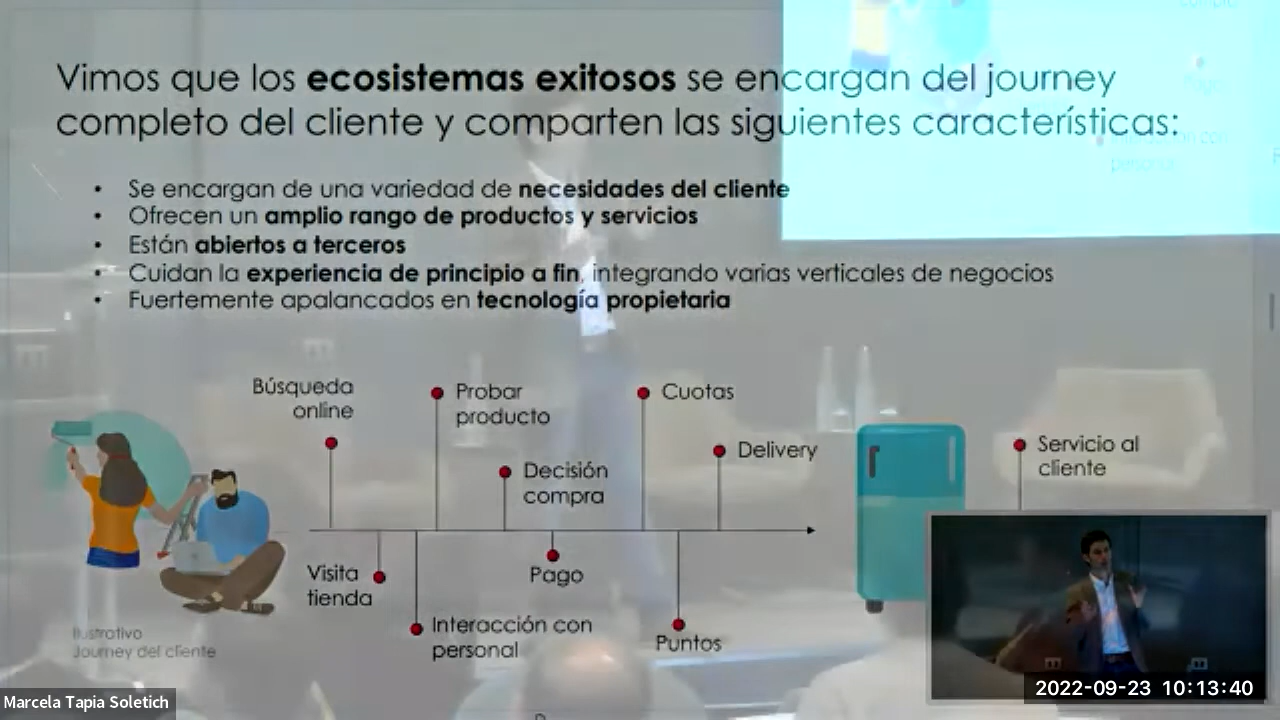 Vimos que los ecosistemas exitosos se encargan del journey
completo del cliente y comparten las siguientes características:
• Se encargan de una variedad de necesidades del cliente
• Ofrecen un amplio rango de productos y servicios
• Están abiertos a terceros
• Cuidan la experiencia de principio a fin, integrando varias verticales de negocios
• Fuertemente apalancados en tecnología propietaria
Búsqueda
online
Probar
producto
Cuotas
Decisión
compra
Delivery
Servicio al
cliente
Visita
tienda
Pago
Interacción con
personal
Puntos
Ilustrativo
Journey del cliente
Marcela Tapia Soletich
2022-09-23 10:13:40